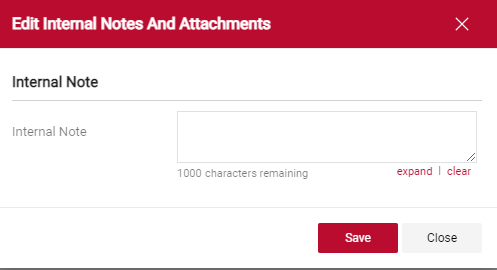 Edit Internal Notes And Attachments
Internal Note
Internal Note
1000 characters remaining
expand | clear
Save Close